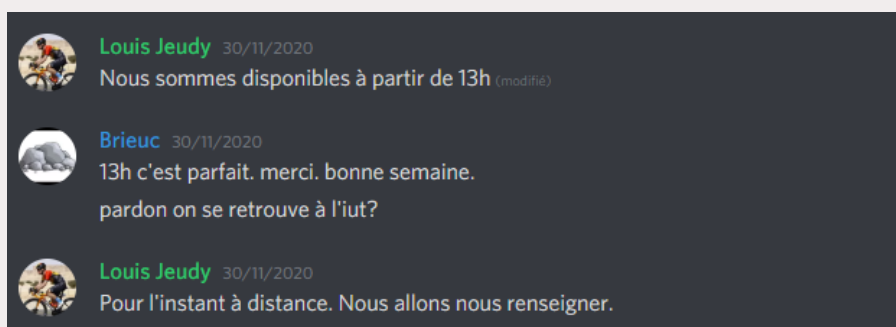 Louis Jeudy 30/11/2020
Nous sommes disponibles à partir de 13h (modifié)
Brieuc 30/11/2020
13h c'est parfait. merci. bonne semaine.
pardon on se retrouve à l'iut?
Louis Jeudy 30/11/2020
Pour l'instant à distance. Nous allons nous renseigner.